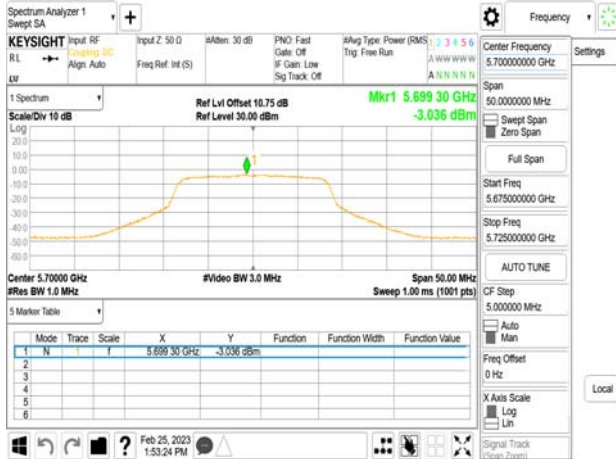 Spectrum Analyzer 1
Swept SA
Frequency
KEYSIGHT
RL
Input: RF
Coupling: DC
Align: Auto
Input Z: 50 Ω
Freq Ref: Int (S)
#Atten: 30 dB
PNO: Fast
Gate: Off
IF Gain: Low
Sig Track: Off
#Avg Type: Power (RMS
Trig: Free Run
1 2 3 4 5 6
A W W W W W
A N N N N N
Center Frequency
5.700000000 GHz
Settings
Span
50.0000000 MHz
Swept Span
Zero Span
Full Span
Start Freq
5.675000000 GHz
Stop Freq
5.725000000 GHz
AUTO TUNE
CF Step
5.000000 MHz
Auto
Man
Freq Offset
0 Hz
X Axis Scale
Log
Lin
Signal Track
(Span Zoom)
Local
1 Spectrum
Scale/Div 10 dB
Ref Lvl Offset 10.75 dB
Ref Level 30.00 dBm
Mkr1 5.699 30 GHz
-3.036 dBm
Log
20.0
10.0
0.00
-10.0
-20.0
-30.0
-40.0
-50.0
-60.0
1
Center 5.70000 GHz
#Res BW 1.0 MHz
#Video BW 3.0 MHz
Span 50.00 MHz
Sweep 1.00 ms (1001 pts)
5 Marker Table
Mode Trace Scale X Y Function Function Width Function Value
1 N 1 f 5.699 30 GHz -3.036 dBm
2
3
4
5
6
Feb 25, 2023
1:53:24 PM